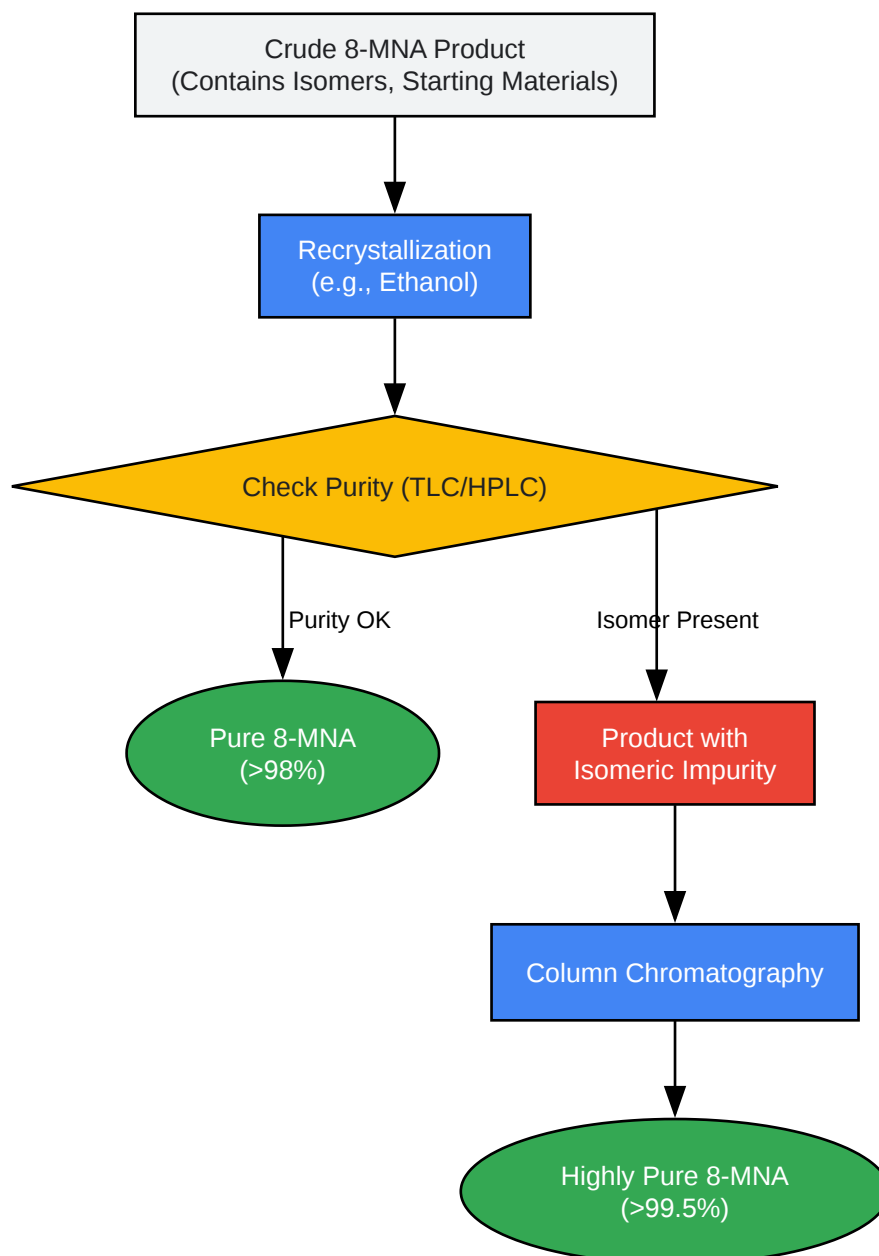 Crude 8-MNA Product
(Contains Isomers, Starting Materials)
Recrystallization
(e.g., Ethanol)
Check Purity (TLC/HPLC)
Purity OK
Isomer Present
Pure 8-MNA
(>98%)
Product with
Isomeric Impurity
Column Chromatography
Highly Pure 8-MNA
(>99.5%)